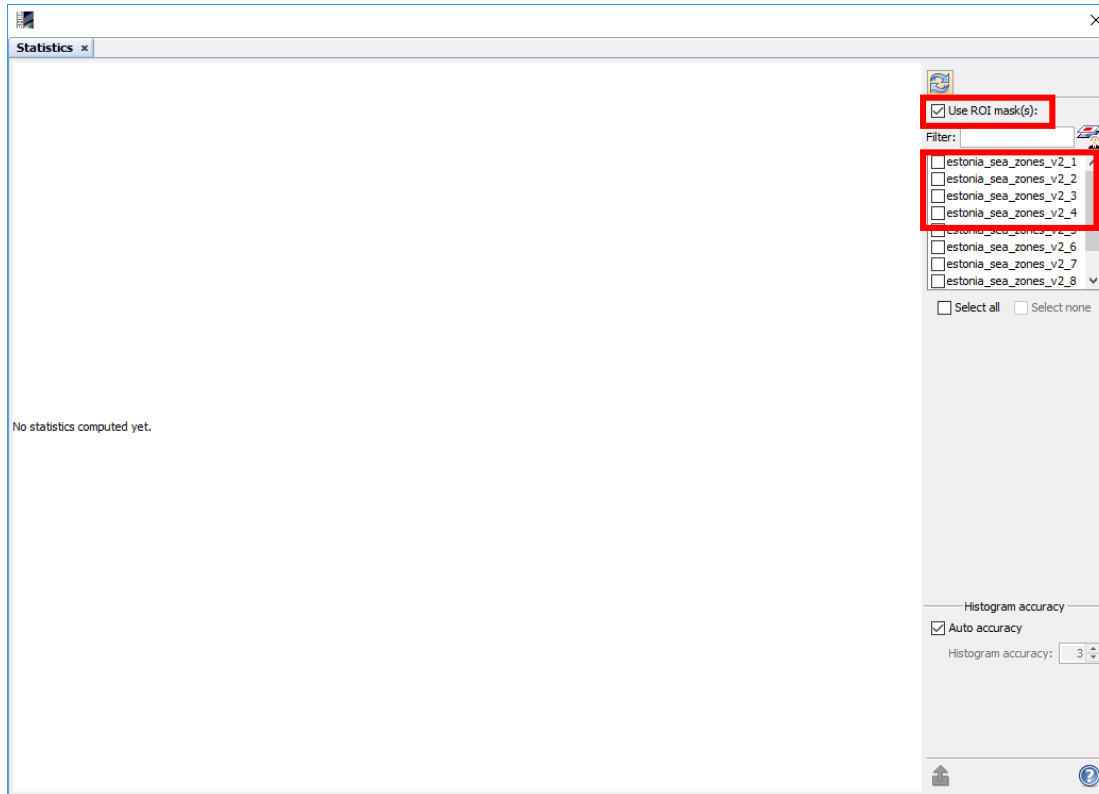 Statistics
Use ROI mask(s):
Filter:
estonia_sea_zones_v2_1
estonia_sea_zones_v2_2
estonia_sea_zones_v2_3
estonia_sea_zones_v2_4
estonia_sea_zones_v2_5
estonia_sea_zones_v2_6
estonia_sea_zones_v2_7
estonia_sea_zones_v2_8
Select all Select none
No statistics computed yet.
Histogram accuracy
Auto accuracy
Histogram accuracy: 3